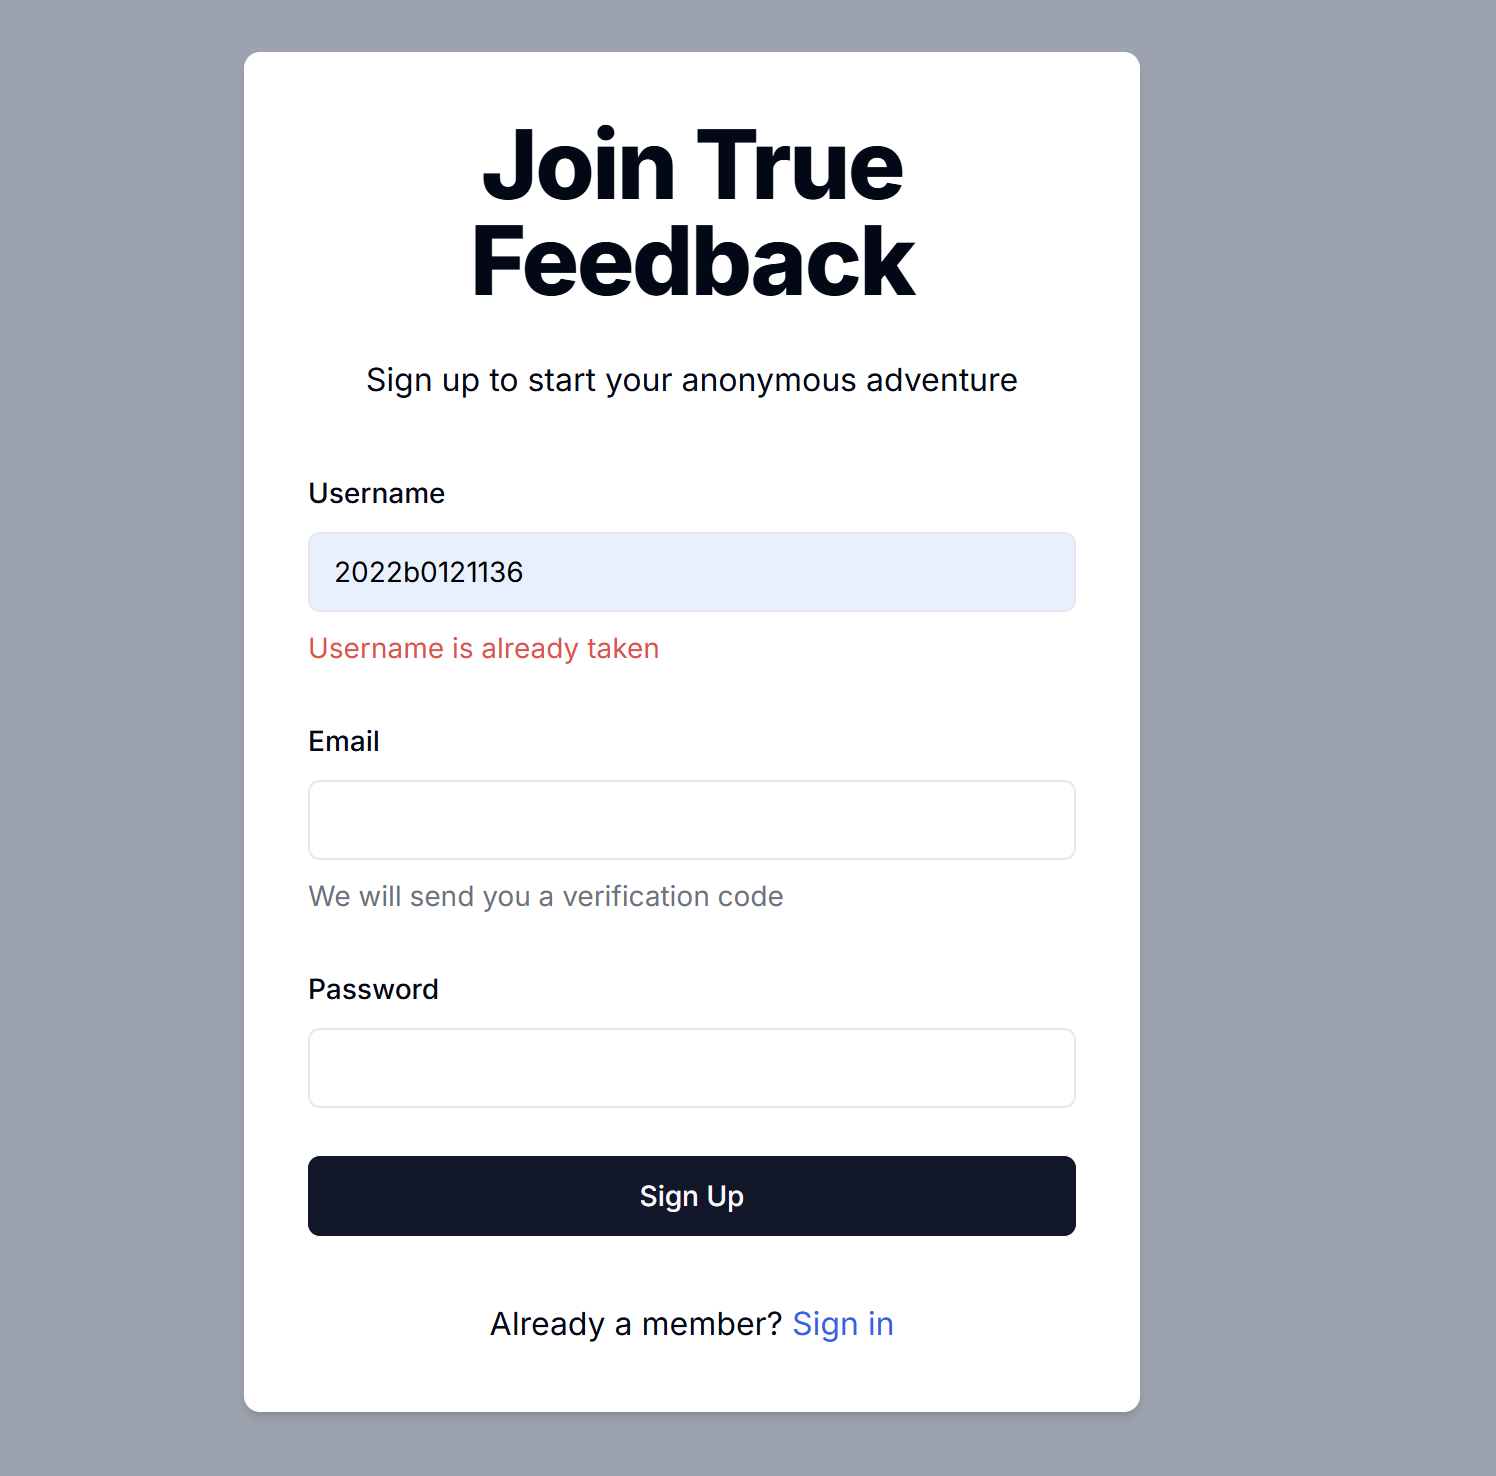 Join True
Feedback
Sign up to start your anonymous adventure
Username
2022b0121136
Username is already taken
Email
We will send you a verification code
Password
Sign Up
Already a member? Sign in